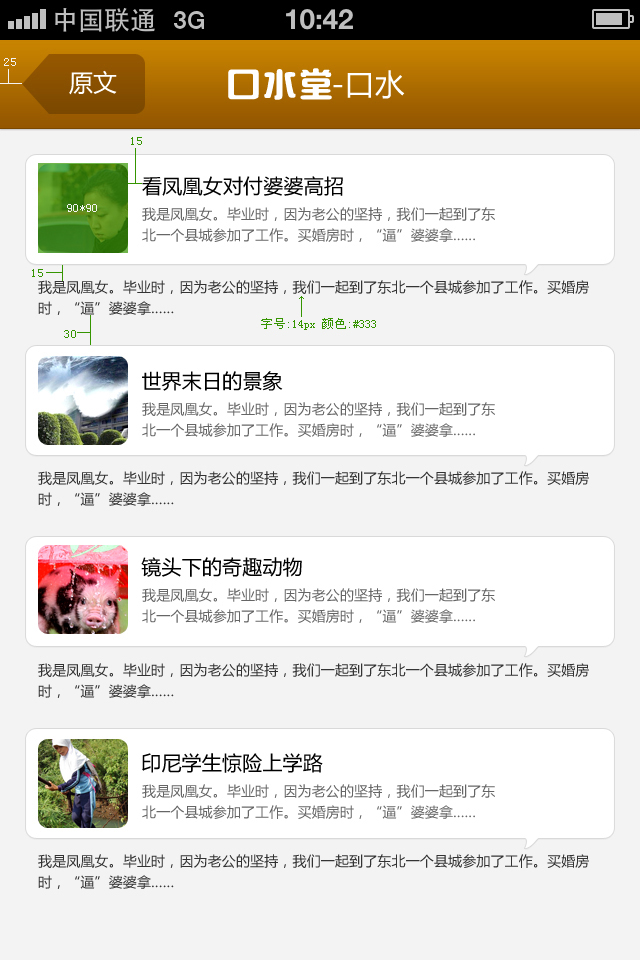 中国联通 3G 10:42
25
原文
口水堂-口水
15
90*90
看凤凰女对付婆婆高招
我是凤凰女。毕业时，因为老公的坚持，我们一起到了东
北一个县城参加了工作。买婚房时，“逼”婆婆拿......
15
我是凤凰女。毕业时，因为老公的坚持，我们一起到了东北一个县城参加了工作。买婚房
时，“逼”婆婆拿......
字号:14px 颜色:#333
30
世界末日的景象
我是凤凰女。毕业时，因为老公的坚持，我们一起到了东
北一个县城参加了工作。买婚房时，“逼”婆婆拿......
我是凤凰女。毕业时，因为老公的坚持，我们一起到了东北一个县城参加了工作。买婚房
时，“逼”婆婆拿......
镜头下的奇趣动物
我是凤凰女。毕业时，因为老公的坚持，我们一起到了东
北一个县城参加了工作。买婚房时，“逼”婆婆拿......
我是凤凰女。毕业时，因为老公的坚持，我们一起到了东北一个县城参加了工作。买婚房
时，“逼”婆婆拿......
印尼学生惊险上学路
我是凤凰女。毕业时，因为老公的坚持，我们一起到了东
北一个县城参加了工作。买婚房时，“逼”婆婆拿......
我是凤凰女。毕业时，因为老公的坚持，我们一起到了东北一个县城参加了工作。买婚房
时，“逼”婆婆拿......